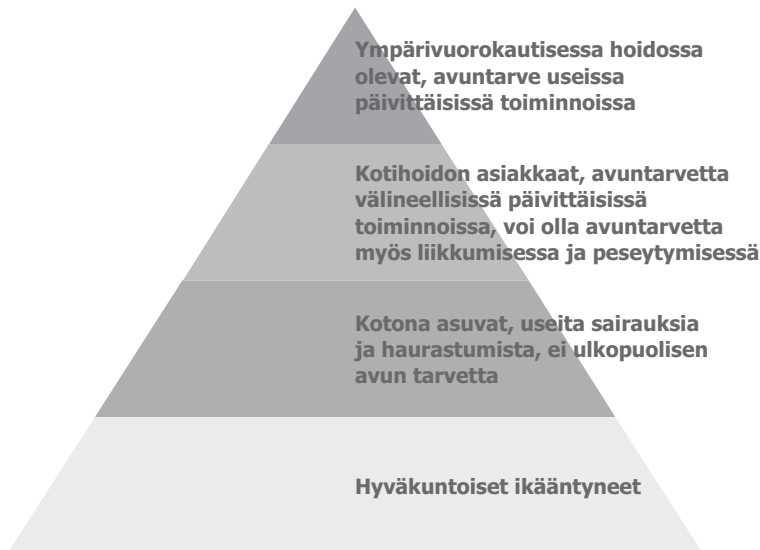 Ympärivuorokautisessa hoidossa
olevat, avuntarve useissa
päivittäisissä toiminnoissa
Kotihoidon asiakkaat, avuntarvetta
välineellisissä päivittäisissä
toiminnoissa, voi olla avuntarvetta
myös liikkumisessa ja peseytymisessä
Kotona asuvat, useita sairauksia
ja haurastumista, ei ulkopuolisen
avun tarvetta
Hyväkuntoiset ikääntyneet